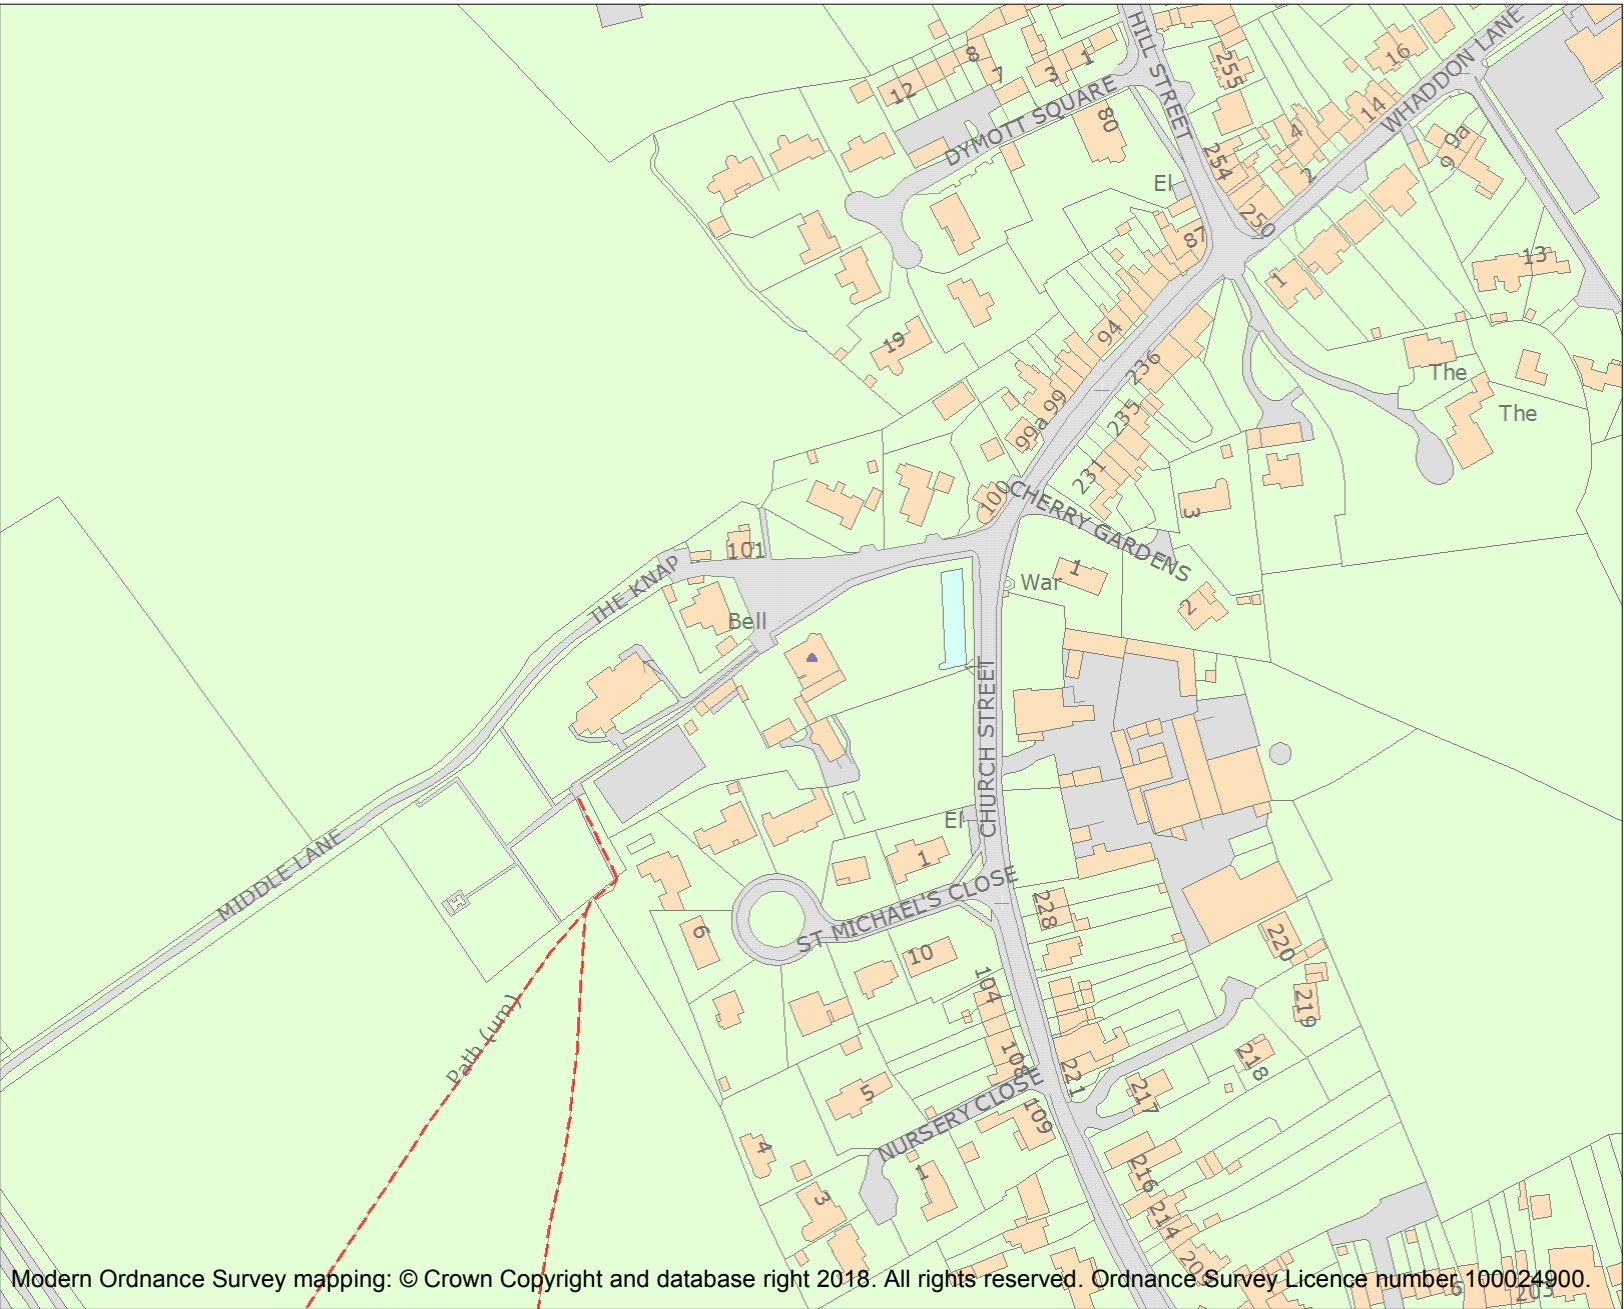 HILL STREET
WHADDON LANE
16
255
8
7
3
1
12
DYMOTT SQUARE
80
14
4
9a
9
254
2
El
250
87
13
1
19
94
236
The
The
99
99a
235
231
100
CHERRY GARDENS
3
101
THE KNAP
War
1
2
Bell
CHURCH STREET
El
1
MIDDLE LANE
ST MICHAEL'S CLOSE
228
6
10
220
104
219
Path (um)
108
218
221
5
217
NURSERY CLOSE
109
4
1
216
3
214
Modern Ordnance Survey mapping: © Crown Copyright and database right 2018. All rights reserved. Ordnance Survey Licence number 100024900.
6
203